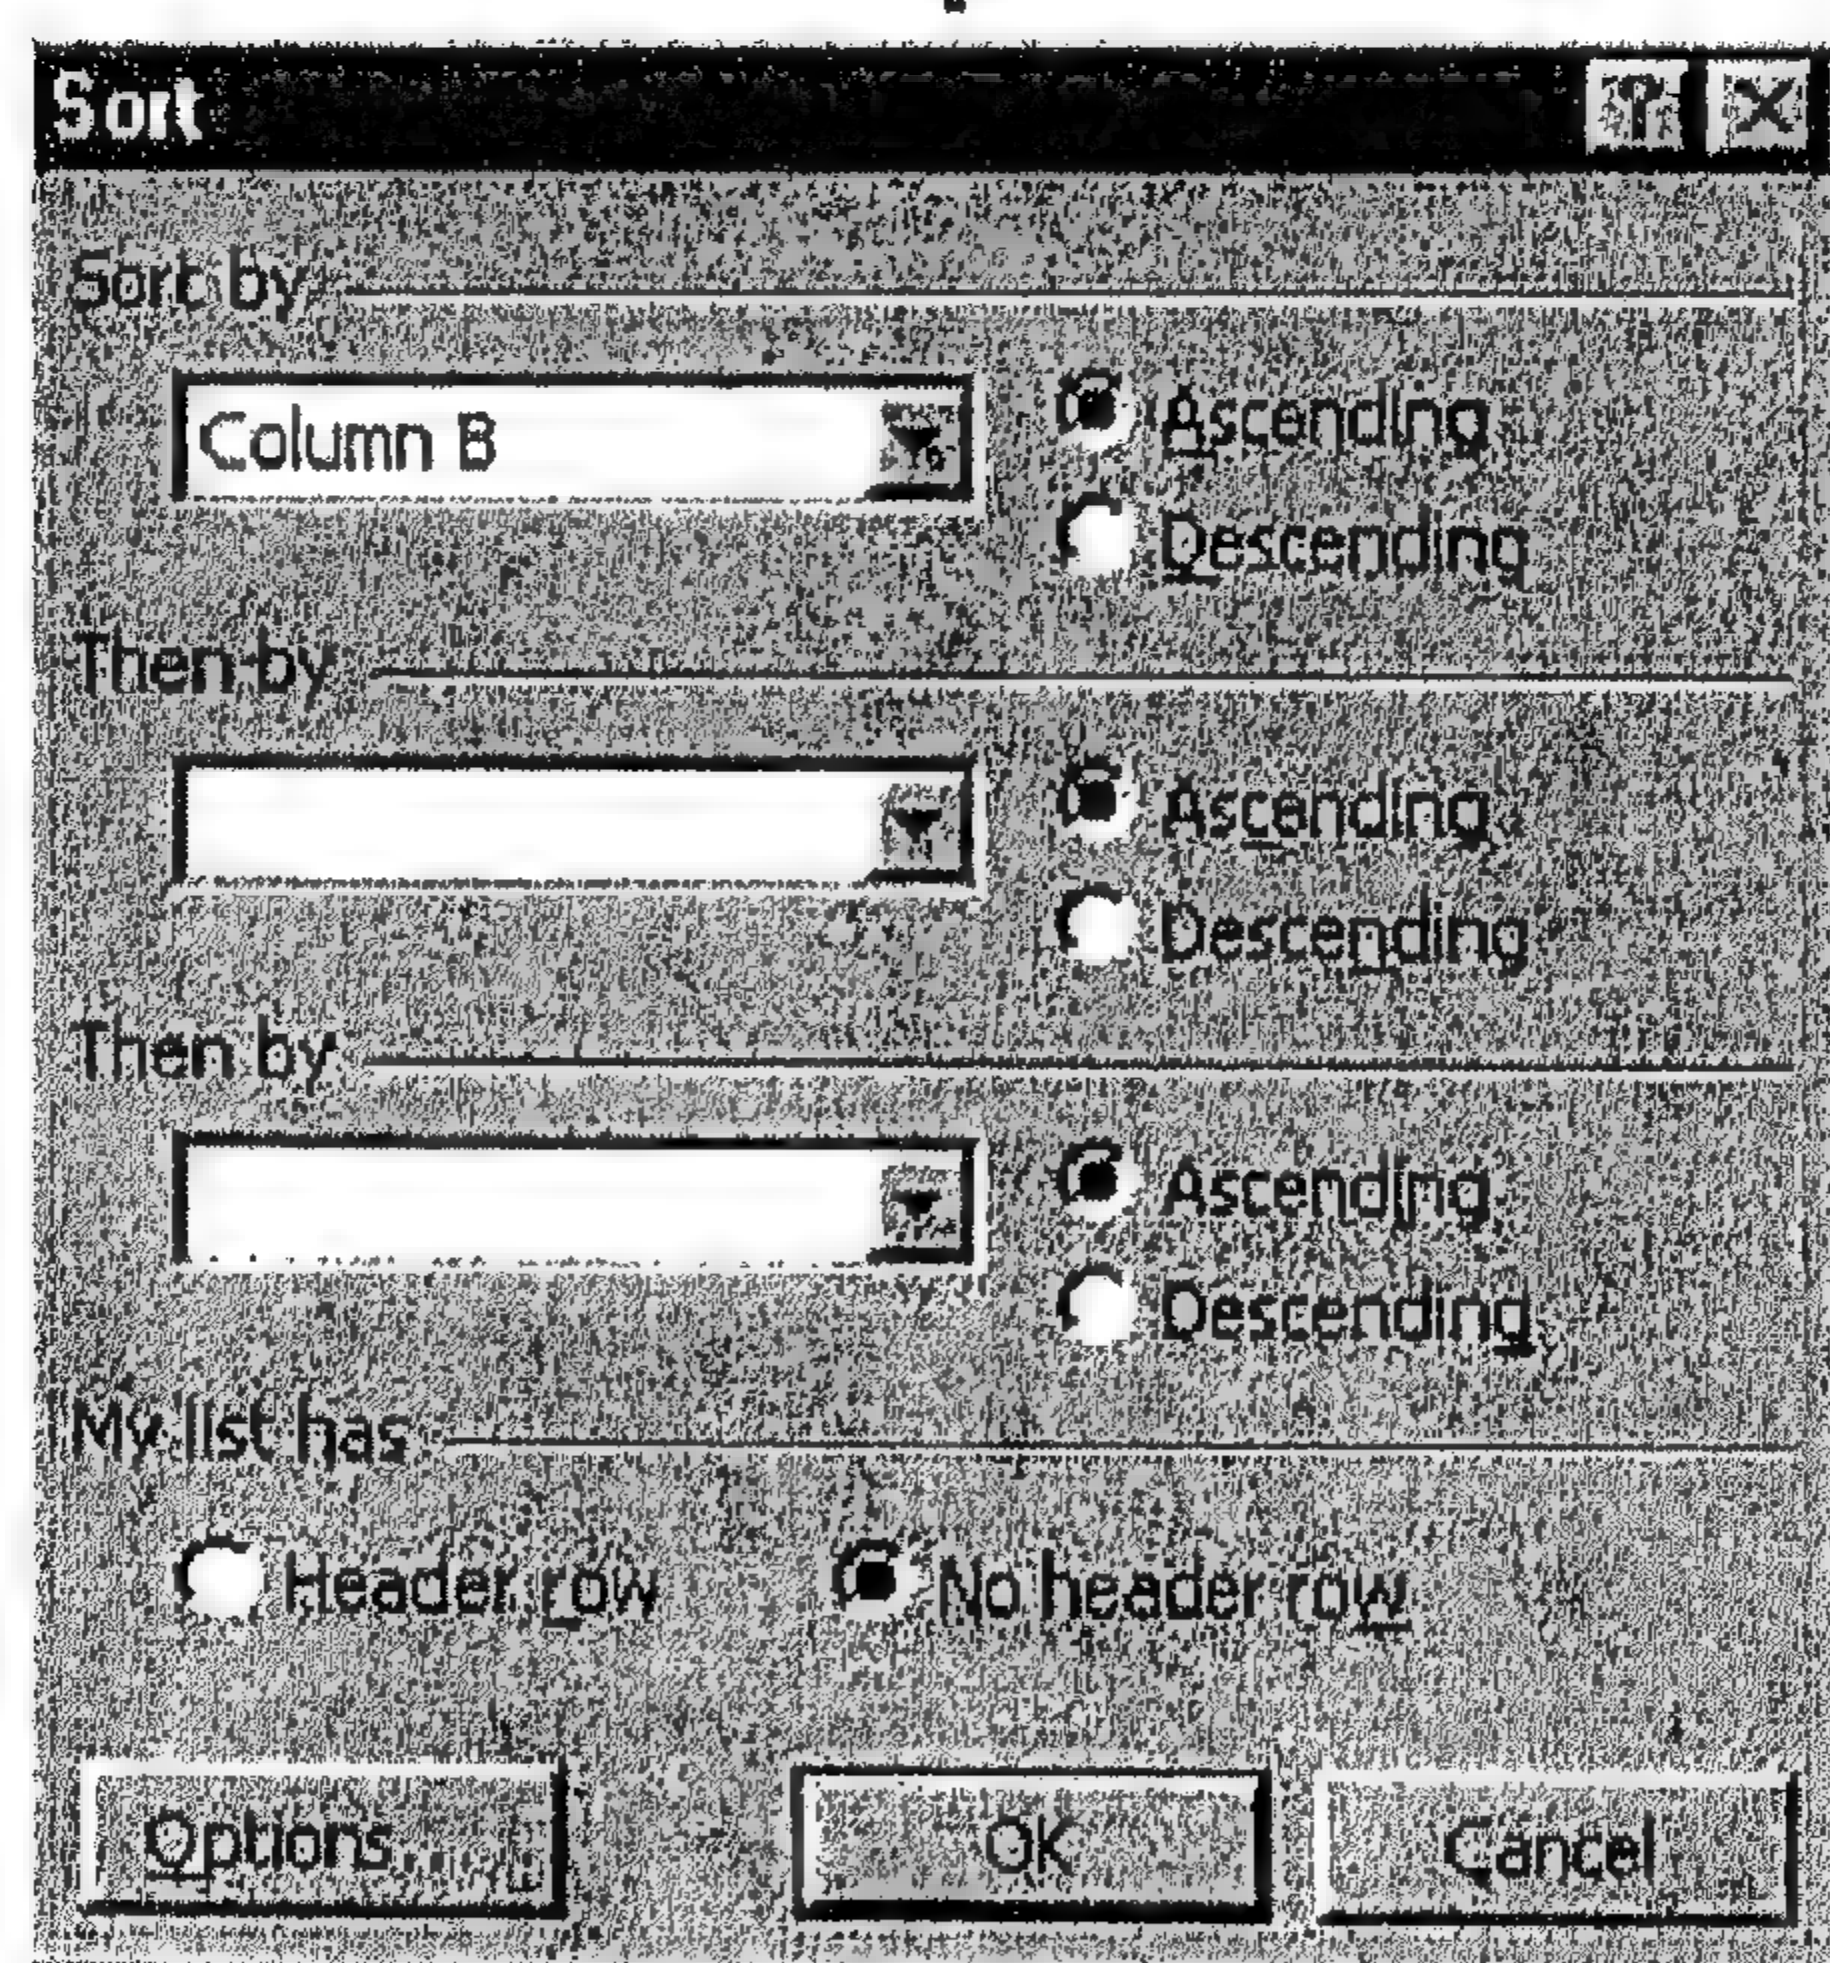 Sort ? X
Sort by
Column B
Ascending
Descending
Then by
Ascending
Descending
Then by
Ascending
Descending
My list has
Header row
No header row
Options... OK Cancel